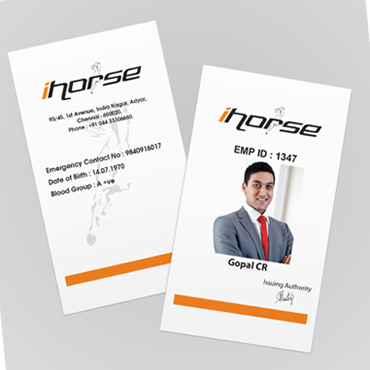 ihorse
93/45, 1st Avenue, Indra Nagar, Adyar,
Chennai - 600020,
Phone : +91 044 33306660.
Emergency Contact No : 9840916017
Date of Birth : 14.07.1970
Blood Group : A +ve
ihorse
EMP ID : 1347
Gopal CR
Issuing Authority